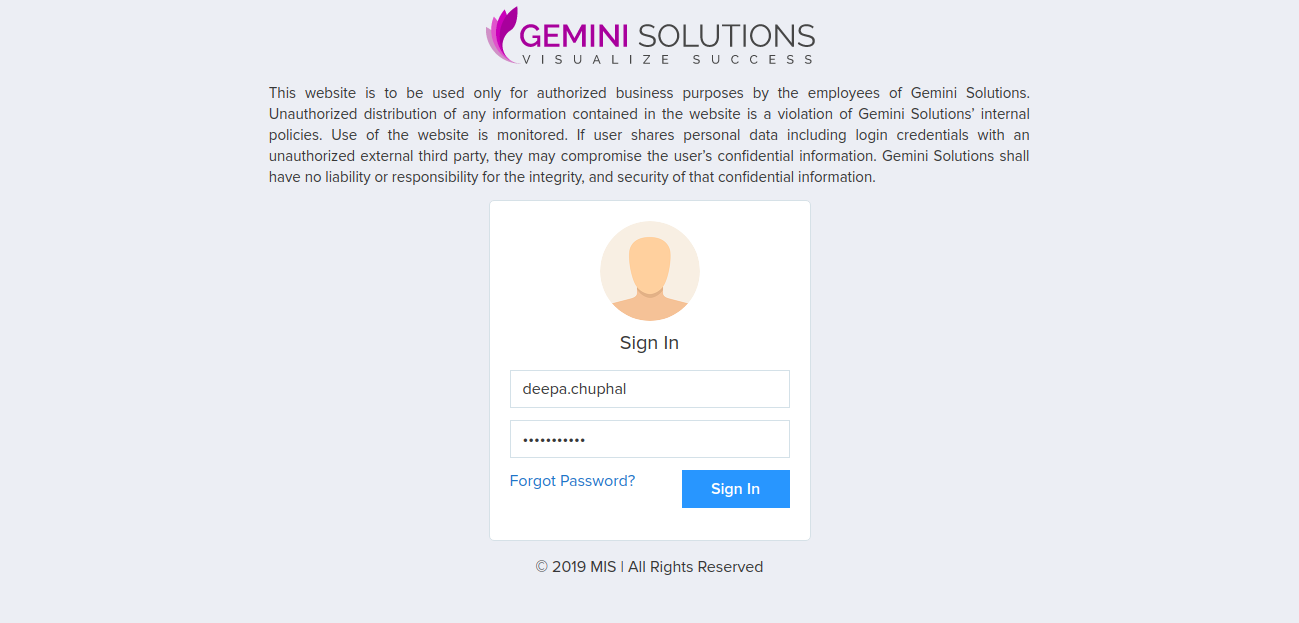 GEMINI SOLUTIONS
VISUALIZE SUCCESS
This website is to be used only for authorized business purposes by the employees of Gemini Solutions.
Unauthorized distribution of any information contained in the website is a violation of Gemini Solutions’ internal
policies. Use of the website is monitored. If user shares personal data including login credentials with an
unauthorized external third party, they may compromise the user’s confidential information. Gemini Solutions shall
have no liability or responsibility for the integrity, and security of that confidential information.
Sign In
deepa.chuphal
•••••••••••
Forgot Password?
Sign In
© 2019 MIS | All Rights Reserved